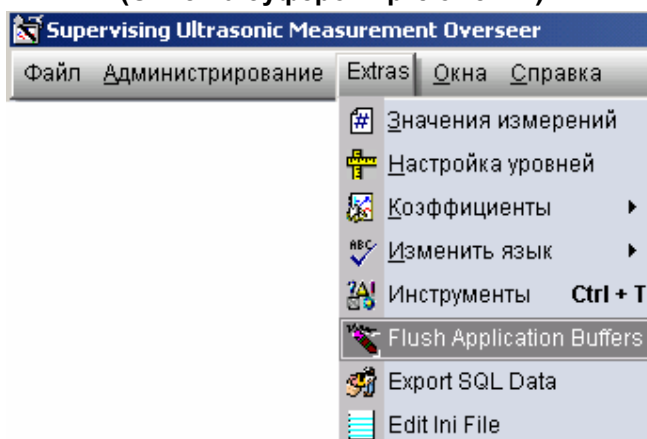 Supervising Ultrasonic Measurement Overseer
Файл Администрирование Extras Окна Справка
Значения измерений
Настройка уровней
Коэффициенты
Изменить язык
Инструменты Ctrl + T
Flush Application Buffers
Export SQL Data
Edit Ini File